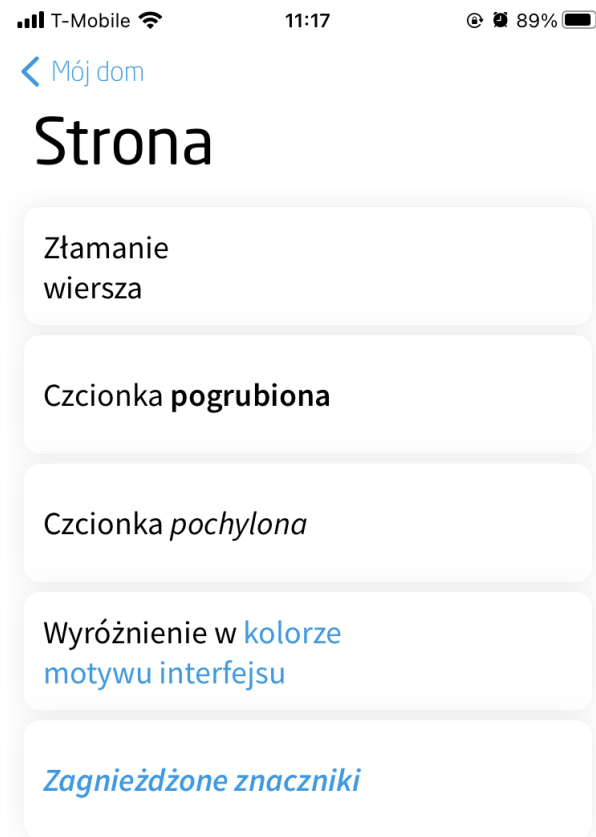 T-Mobile 11:17 89%
Mój dom
Strona
Złamanie
wiersza
Czcionka pogrubiona
Czcionka pochylona
Wyróżnienie w kolorze
motywu interfejsu
Zagnieżdżone znaczniki